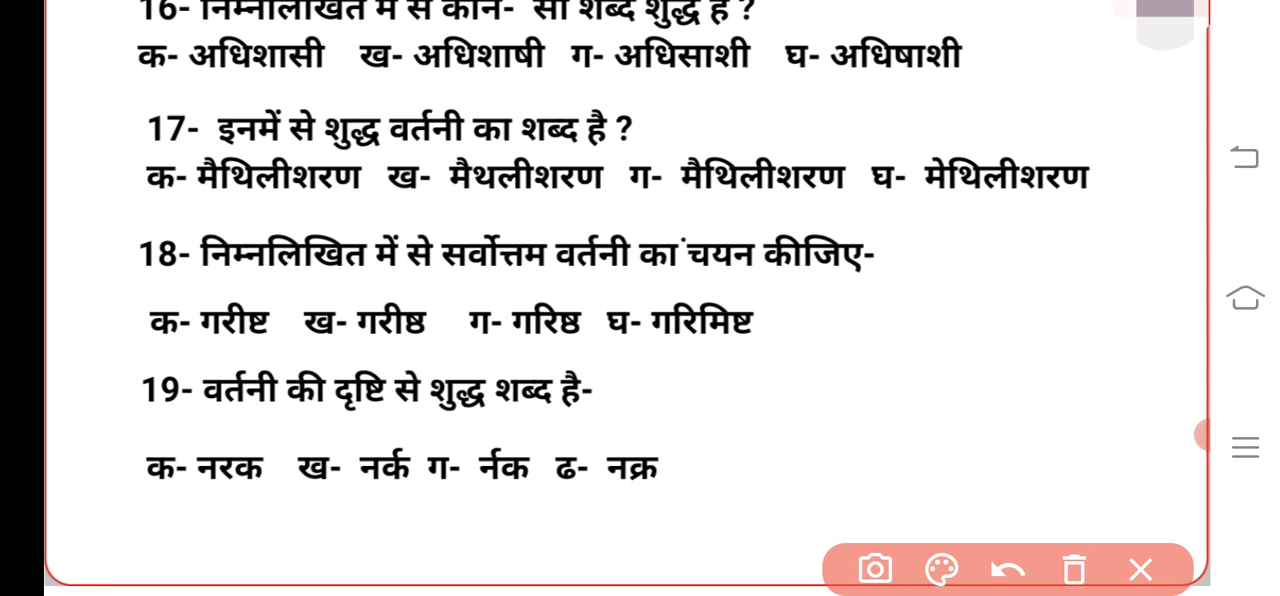 16- निम्नलिखित में से कौन- सा शब्द शुद्ध है ?
क- अधिशासी ख- अधिशाषी ग- अधिसाशी घ- अधिषाशी
17- इनमें से शुद्ध वर्तनी का शब्द है ?
क- मैथिलीशरण ख- मैथलीशरण ग- मैथिलीशरण घ- मेथिलीशरण
18- निम्नलिखित में से सर्वोत्तम वर्तनी का चयन कीजिए-
क- गरीष्ट ख- गरीष्ठ ग- गरिष्ठ घ- गरिमिष्ट
19- वर्तनी की दृष्टि से शुद्ध शब्द है-
क- नरक ख- नर्क ग- र्नक ढ- नक्र